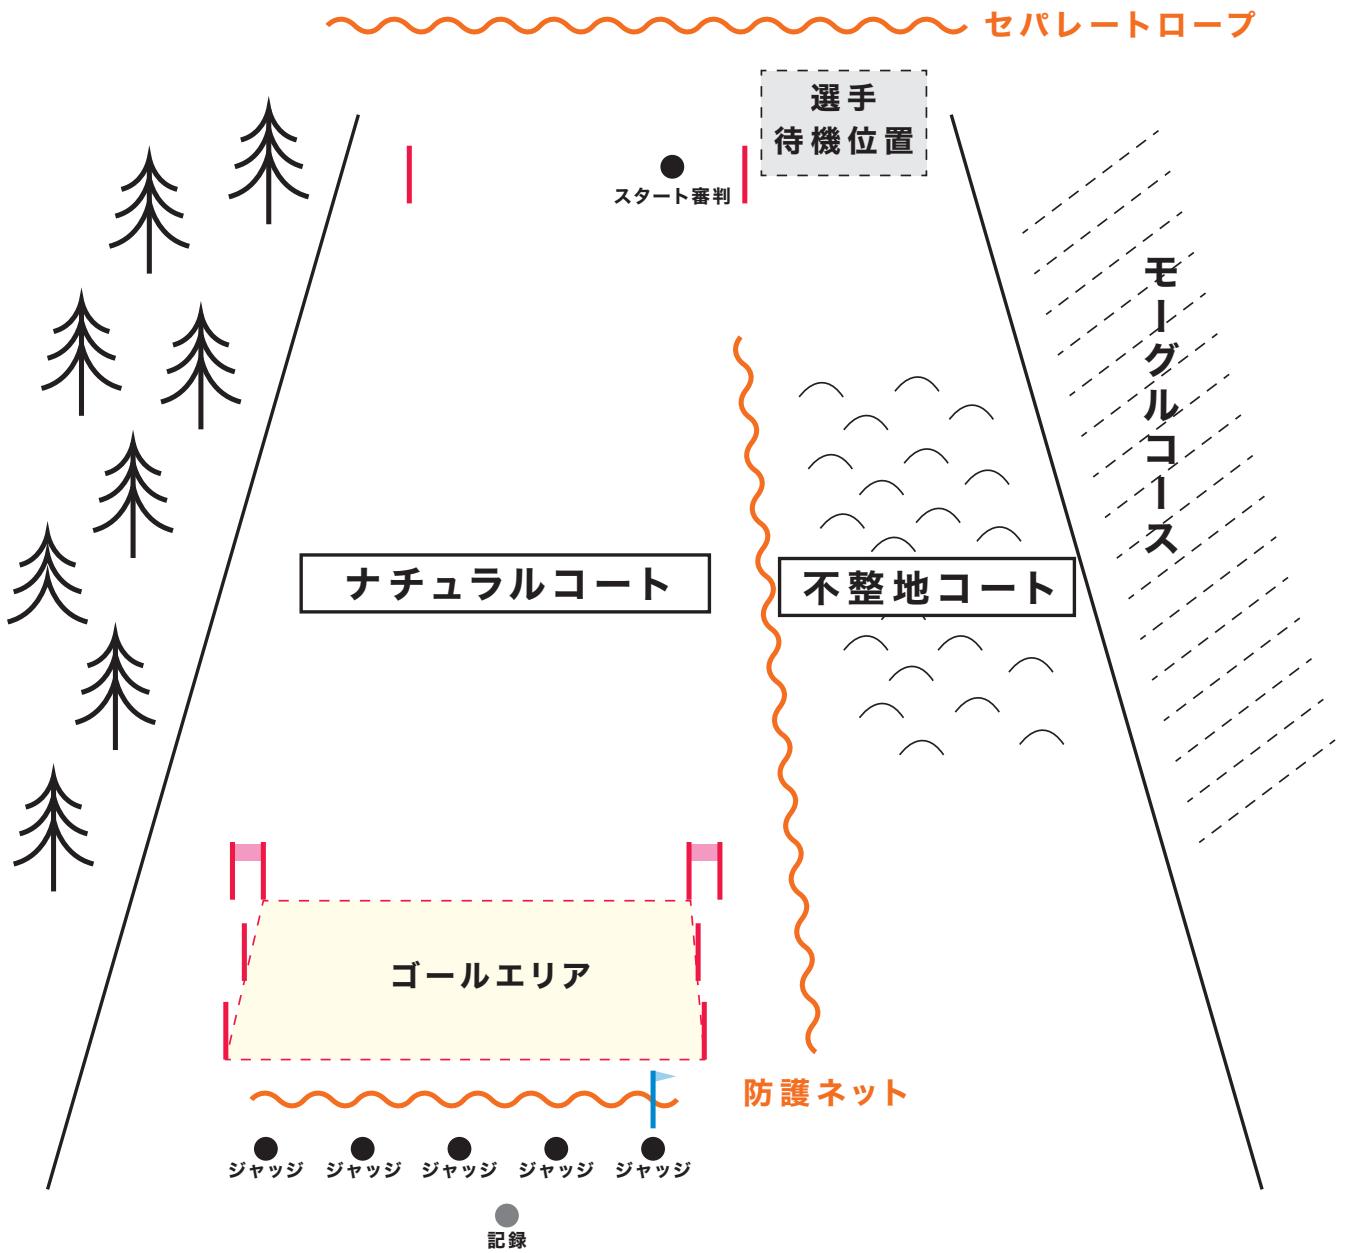 セパレートロープ
選手
待機位置
スタート審判
モーグルコース
ナチュラルコート
不整地コート
ゴールエリア
防護ネット
ジャッジ
ジャッジ
ジャッジ
ジャッジ
ジャッジ
記録